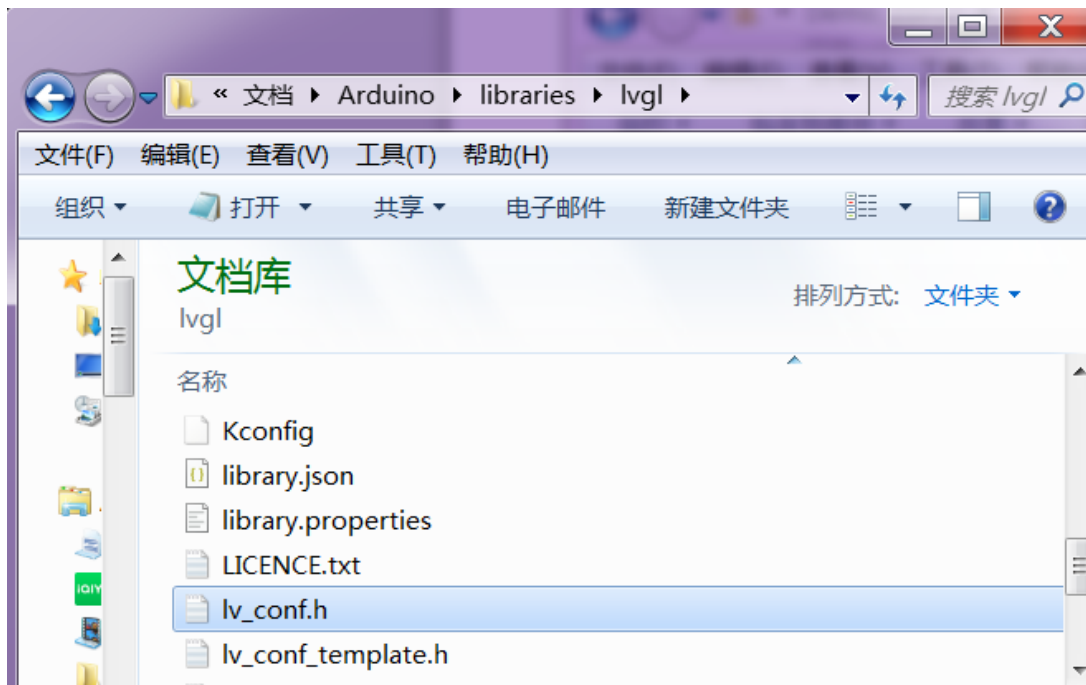 « 文档 ▸ Arduino ▸ libraries ▸ lvgl ▸ 搜索 lvgl
文件(F) 编辑(E) 查看(V) 工具(T) 帮助(H)
组织 打开 共享 电子邮件 新建文件夹
文档库
lvgl
排列方式: 文件夹
名称
Kconfig
library.json
library.properties
LICENCE.txt
lv_conf.h
lv_conf_template.h